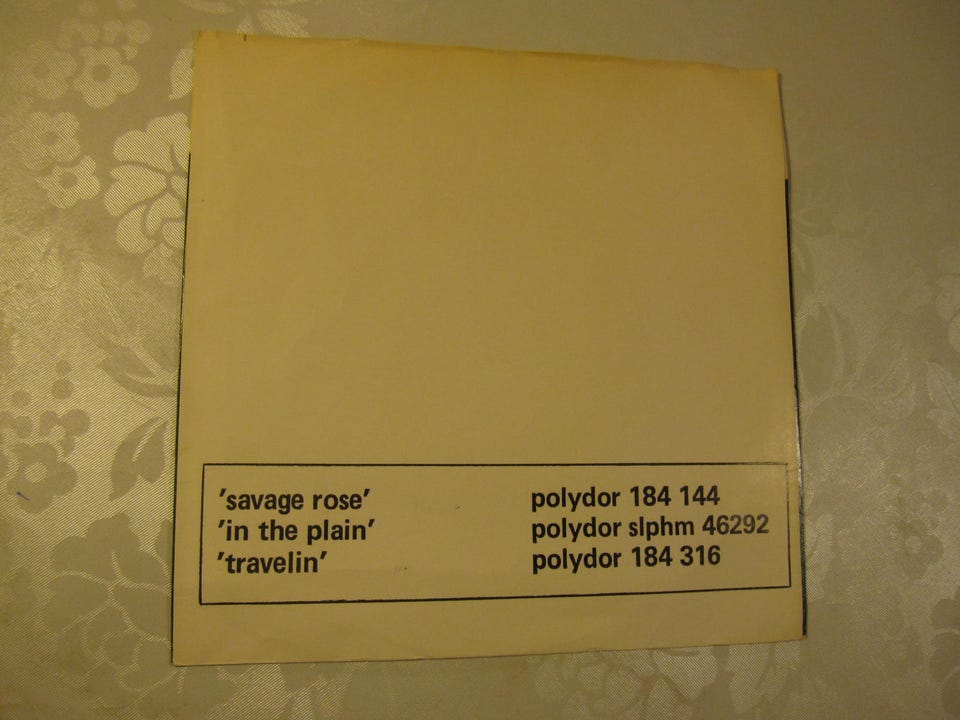 'savage rose' polydor 184 144
'in the plain' polydor slphm 46292
'travelin' polydor 184 316